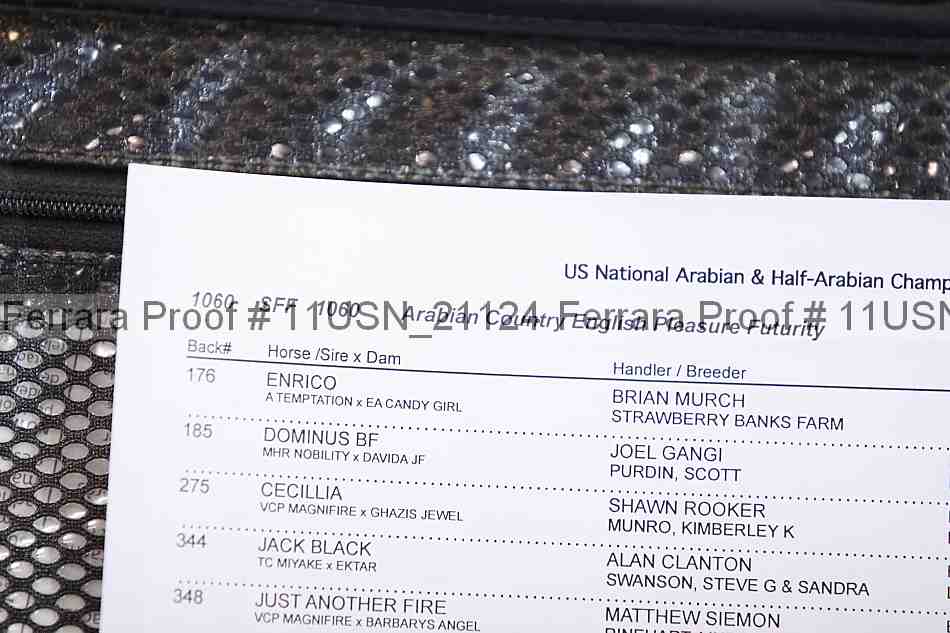 US National Arabian & Half-Arabian Champ
1060 SFF 1060 Arabian Country English Pleasure Futurity
Ferrara Proof # 11USN_21124 Ferrara Proof # 11USN
Back# Horse /Sire x Dam Handler / Breeder
176 ENRICO BRIAN MURCH
A TEMPTATION x EA CANDY GIRL STRAWBERRY BANKS FARM
185 DOMINUS BF JOEL GANGI
MHR NOBILITY x DAVIDA JF PURDIN, SCOTT
275 CECILLIA SHAWN ROOKER
VCP MAGNIFIRE x GHAZIS JEWEL MUNRO, KIMBERLEY K
344 JACK BLACK ALAN CLANTON
TC MIYAKE x EKTAR SWANSON, STEVE G & SANDRA
348 JUST ANOTHER FIRE MATTHEW SIEMON
VCP MAGNIFIRE x BARBARYS ANGEL